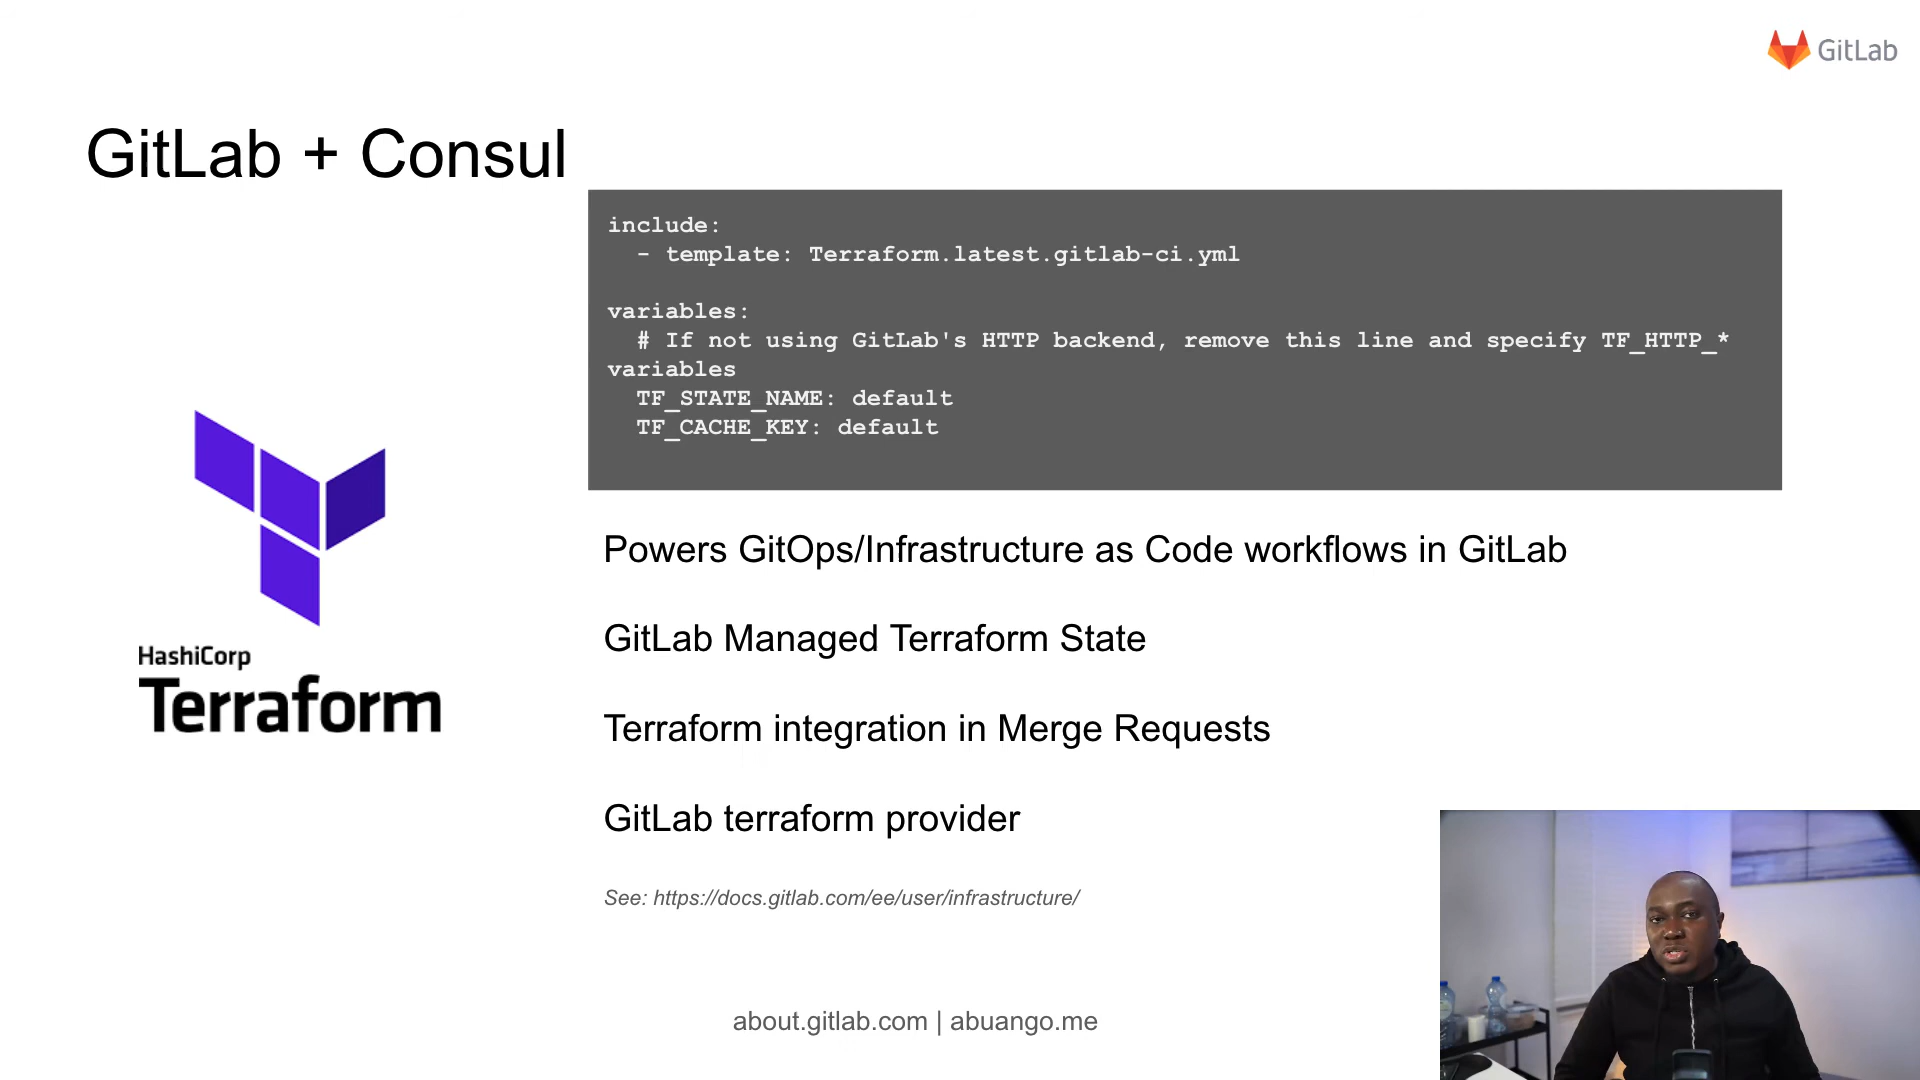 GitLab
GitLab + Consul
include:
  - template: Terraform.latest.gitlab-ci.yml
variables:
  # If not using GitLab's HTTP backend, remove this line and specify TF_HTTP_*
variables
  TF_STATE_NAME: default
  TF_CACHE_KEY: default
HashiCorp
Terraform
Powers GitOps/Infrastructure as Code workflows in GitLab
GitLab Managed Terraform State
Terraform integration in Merge Requests
GitLab terraform provider
See: https://docs.gitlab.com/ee/user/infrastructure/
about.gitlab.com | abuango.me